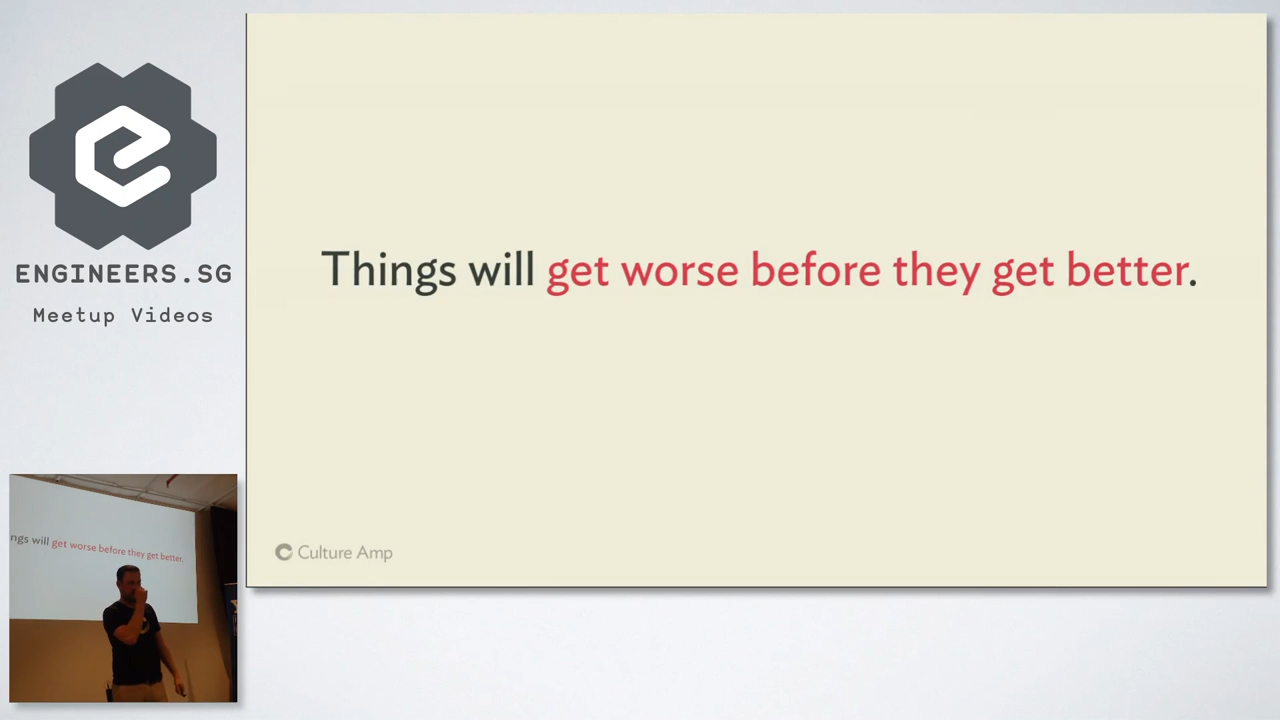 ENGINEERS.SG
Meetup Videos
Things will get worse before they get better.
Culture Amp
ngs will get worse before they get better.